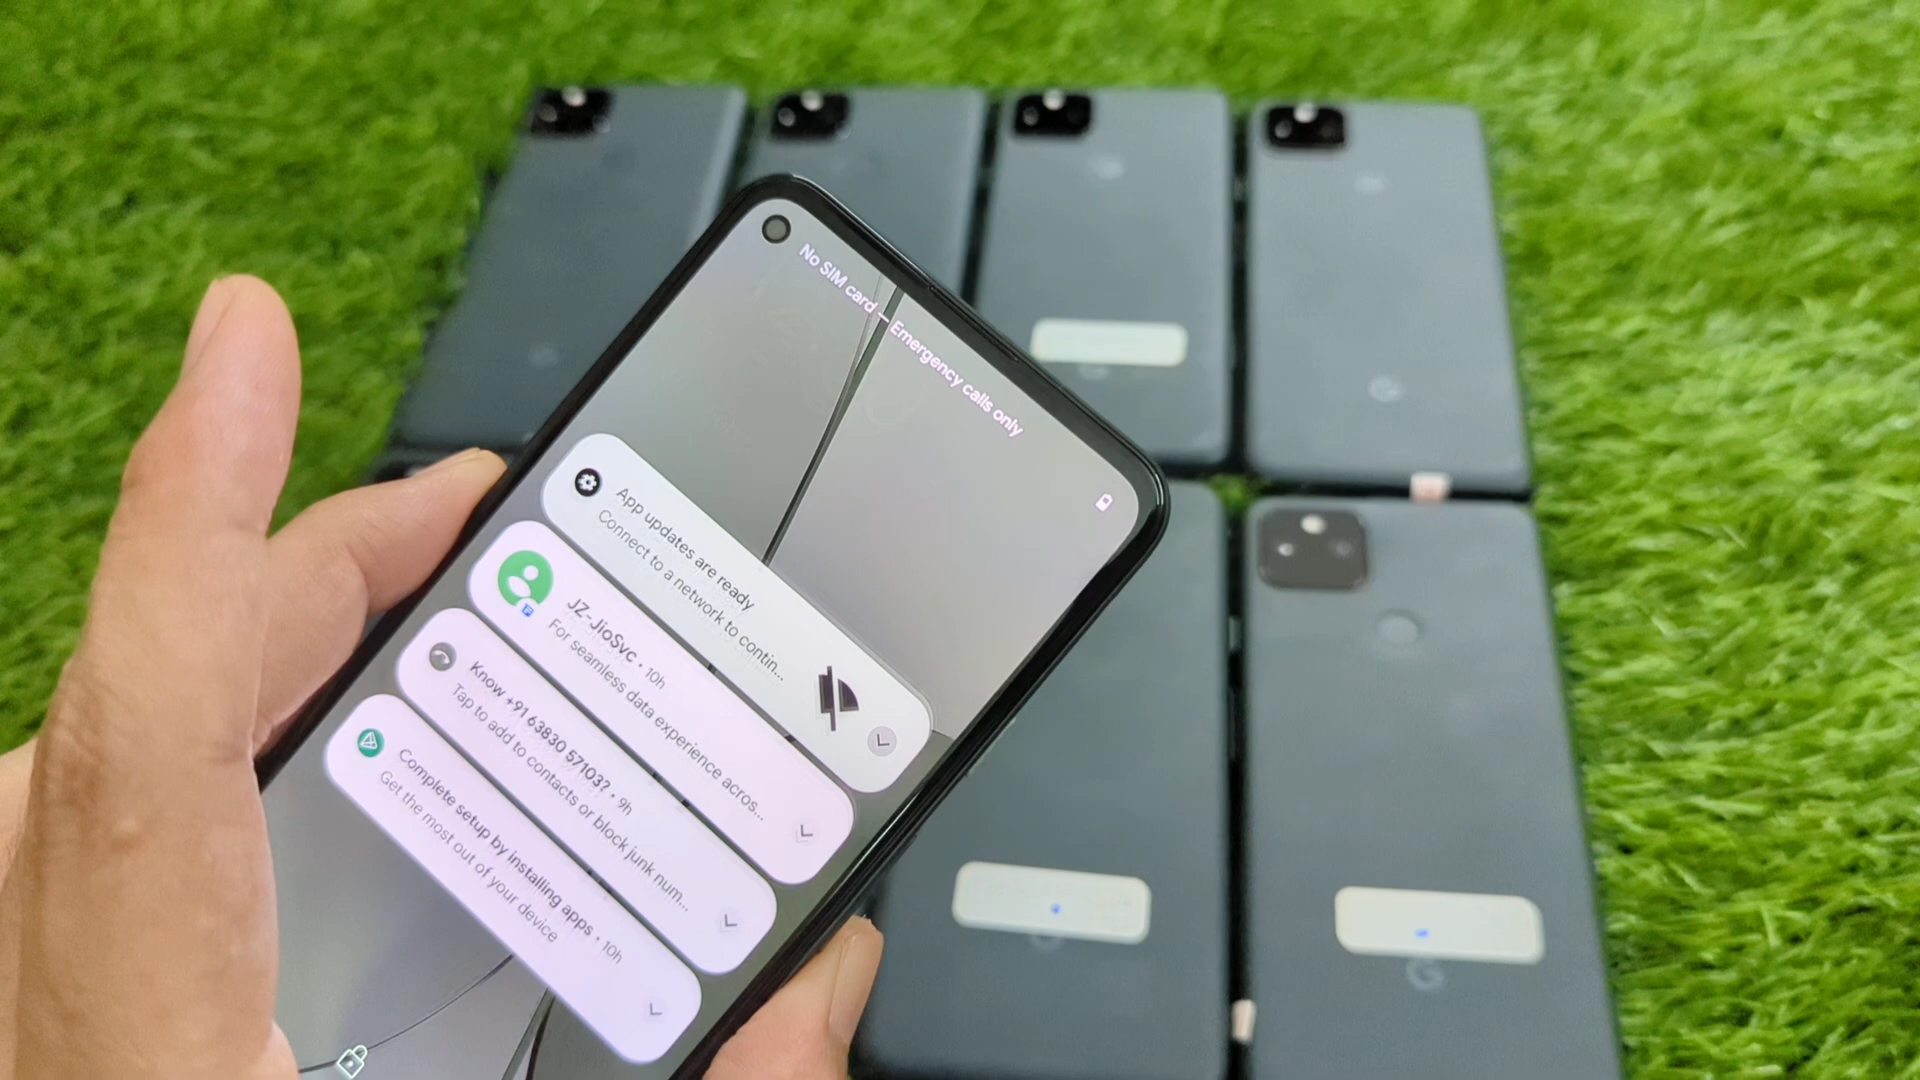 No SIM card — Emergency calls only
App updates are ready
Connect to a network to contin...
JZ-JioSvc • 10h
For seamless data experience acros...
Know +91 63830 57103? • 9h
Tap to add to contacts or block junk num...
Complete setup by installing apps • 10h
Get the most out of your device
G